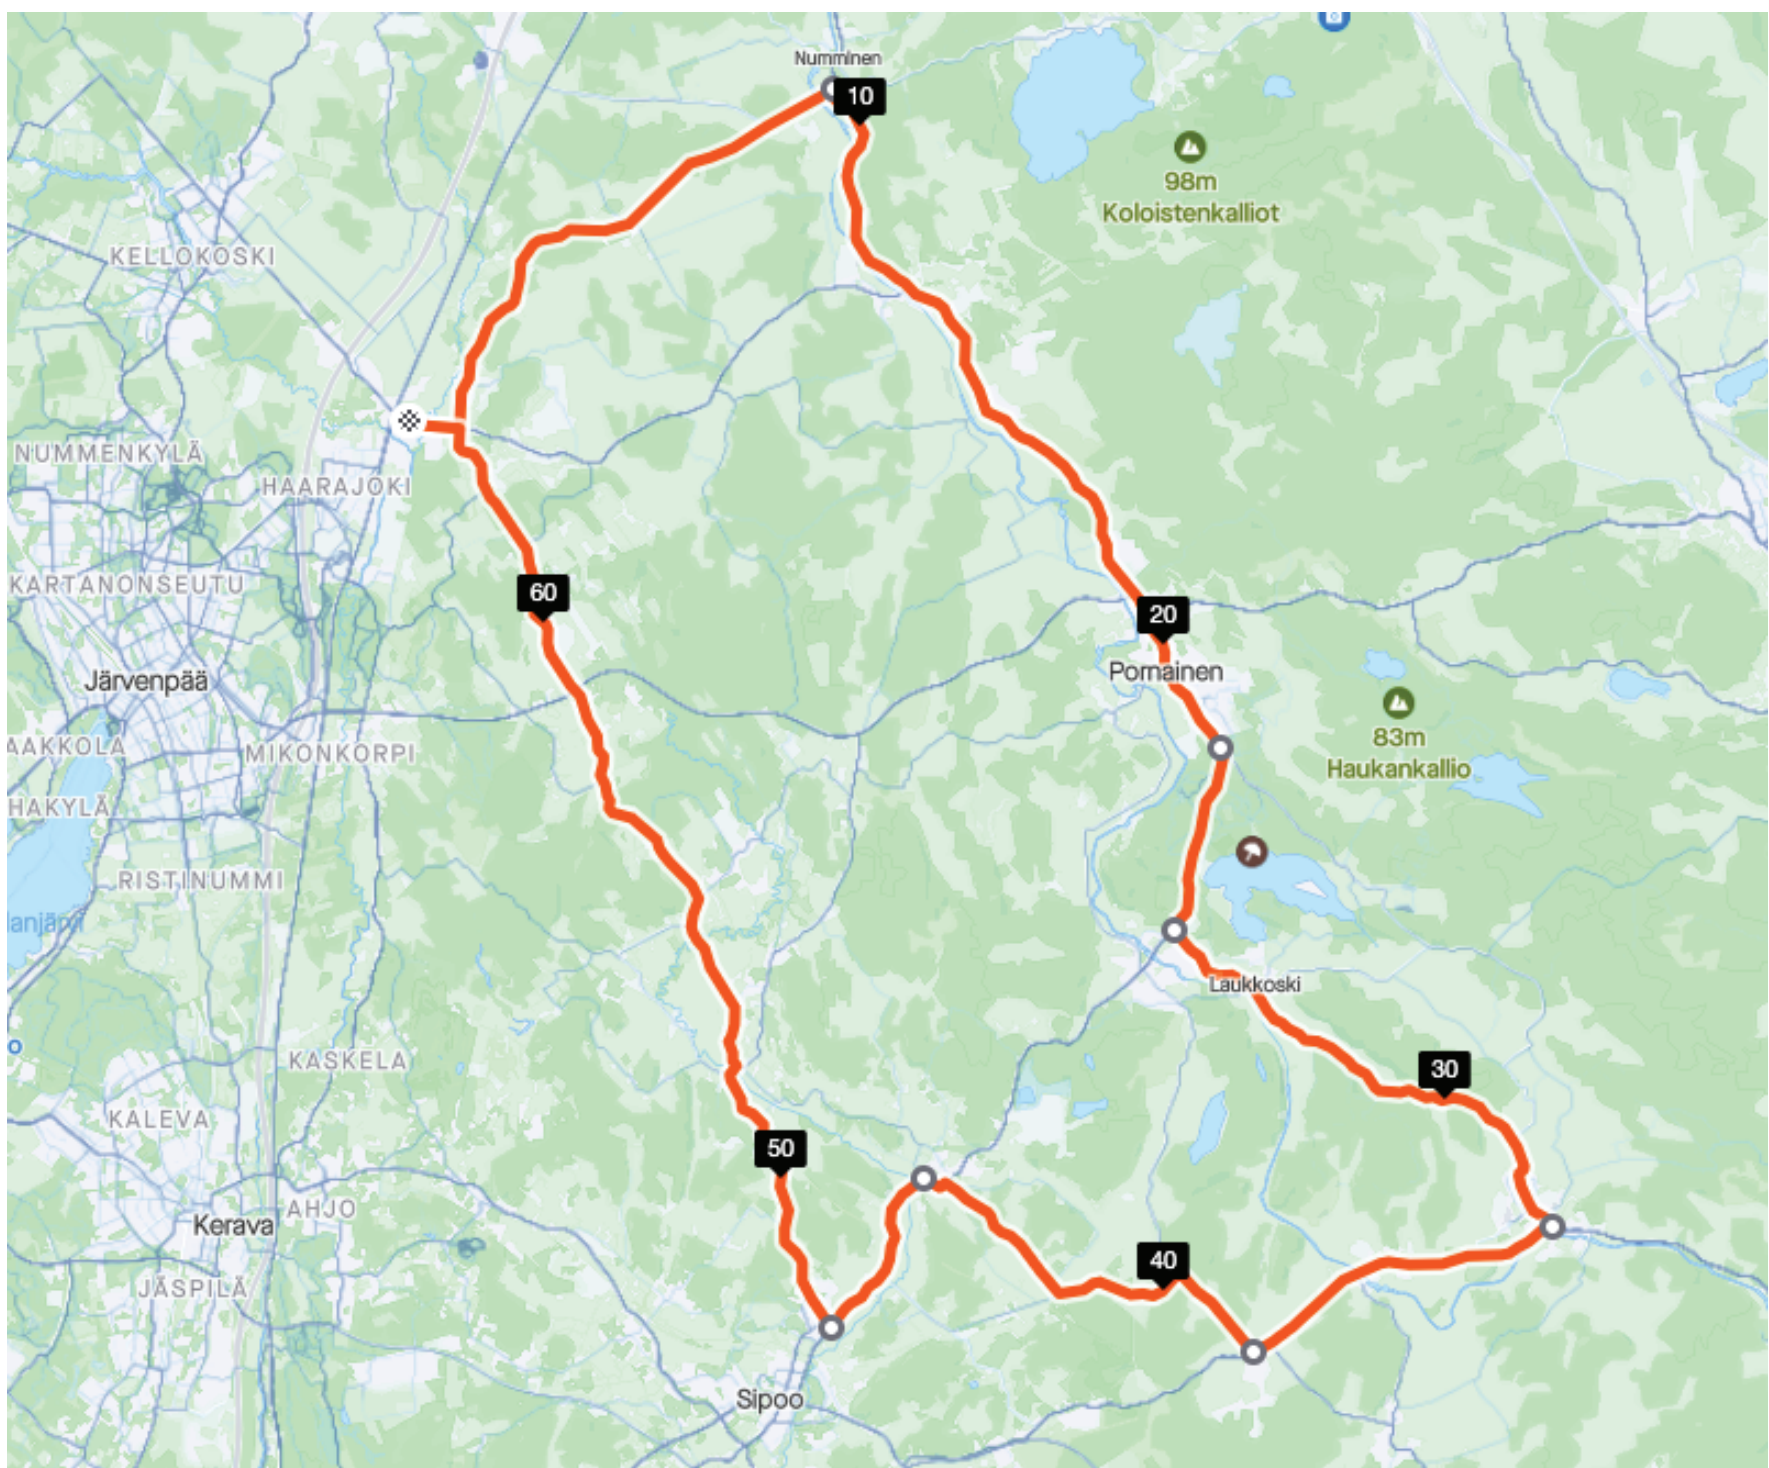 Numminen
10
98m
Koloistenkalliot
KELLOKOSKI
NUMMENKYLÄ
HAARAJOKI
KARTANONSEUTU
60
20
Järvenpää
Pornainen
AAKKOLA
MIKONKORPI
83m
Haukankallio
HAKYLÄ
RISTINUMMI
anjärvi
Laukkoski
o
KASKELA
30
KALEVA
50
AHJO
Kerava
40
JÄSPILÄ
Sipoo